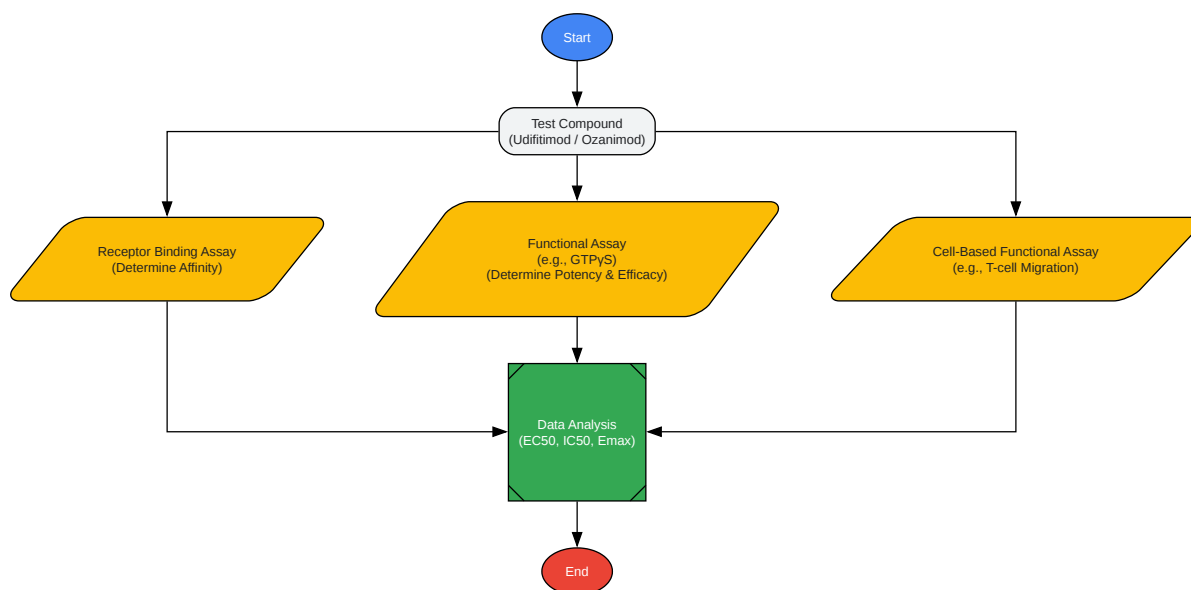 Start
Test Compound
(Udifitimod / Ozanimod)
Receptor Binding Assay
(Determine Affinity)
Functional Assay
(e.g., GTPγS)
(Determine Potency & Efficacy)
Cell-Based Functional Assay
(e.g., T-cell Migration)
Data Analysis
(EC50, IC50, Emax)
End